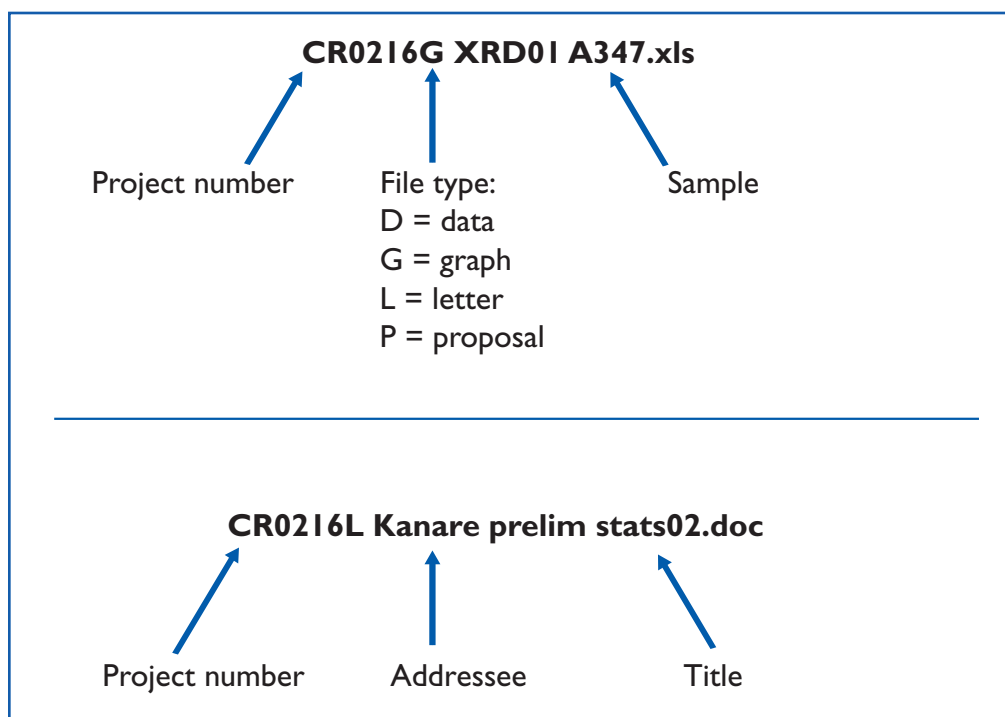 CR0216G XRD01 A347.xls
Project number
File type:
D = data
G = graph
L = letter
P = proposal
Sample
CR0216L Kanare prelim stats02.doc
Project number
Addressee
Title